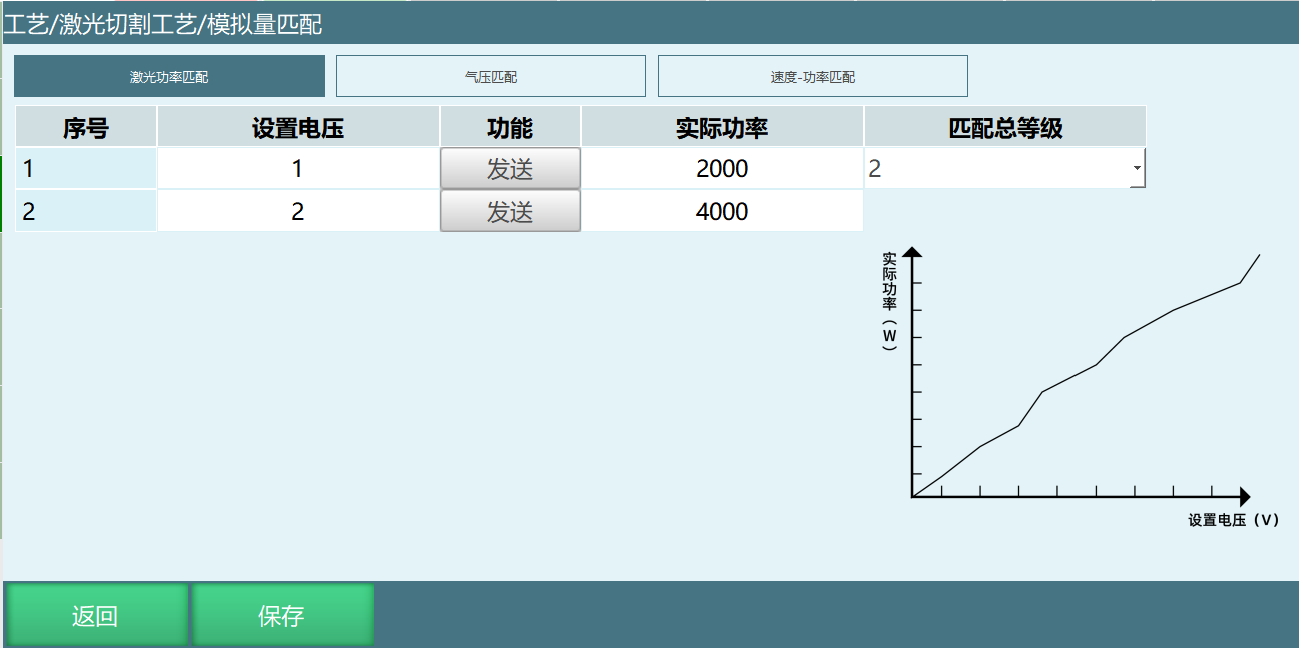 工艺/激光切割工艺/模拟量匹配
激光功率匹配 气压匹配 速度-功率匹配
序号 设置电压 功能 实际功率 匹配总等级
1 1 发送 2000 2
2 2 发送 4000
实际功率（W）
设置电压（V）
返回 保存